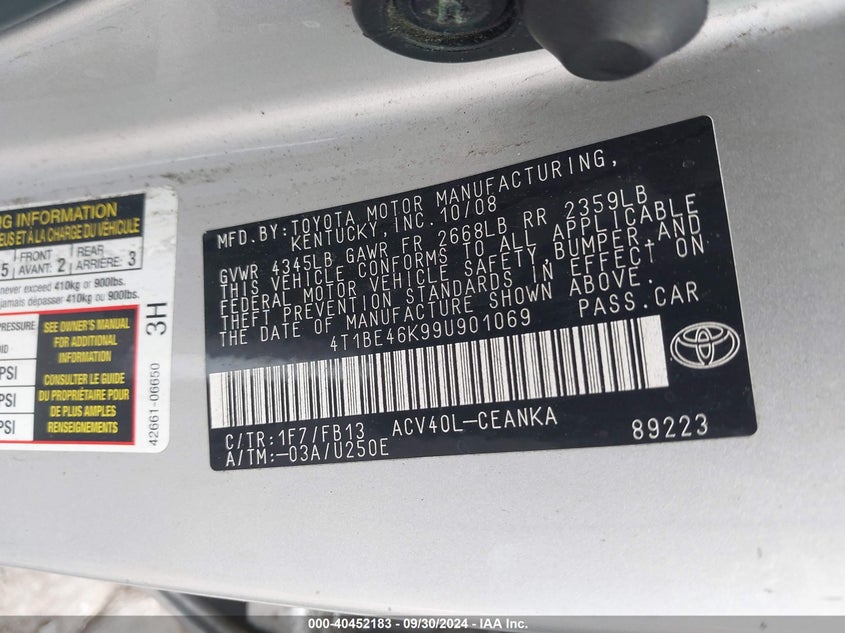 NG INFORMATION
EUS ET À LA CHARGE DU VÉHICULE
5 FRONT AVANT: 2 REAR ARRIÈRE: 3
never exceed 410kg or 900lbs.
jamais dépasser 410kg or 900lbs.
PRESSURE
PSI
PSI
PSI
SEE OWNER'S MANUAL
FOR ADDITIONAL
INFORMATION
CONSULTER LE GUIDE
DU PROPRIÉTAIRE POUR
DE PLUS AMPLES
RENSEIGNEMENTS
3H
42661-06650
MFD.BY:TOYOTA MOTOR MANUFACTURING,
KENTUCKY,INC. 10/08
GVWR 4345LB GAWR FR 2668LB RR 2359LB
THIS VEHICLE CONFORMS TO ALL APPLICABLE
FEDERAL MOTOR VEHICLE SAFETY,BUMPER,AND
THEFT PREVENTION STANDARDS IN EFFECT ON
THE DATE OF MANUFACTURE SHOWN ABOVE.
4T1BE46K99U901069 PASS.CAR
C/TR:1F7/FB13 ACV40L-CEANKA
A/TM:-03A/U250E 89223
000-40452183 - 09/30/2024 - IAA Inc.